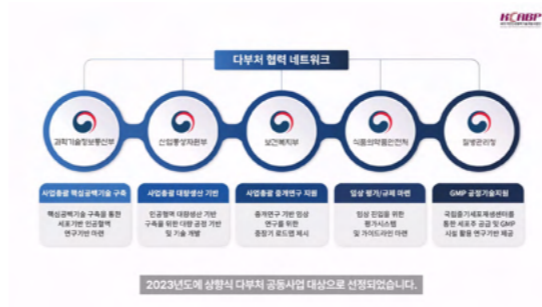 KCABP
다부처 협력 네트워크
과학기술정보통신부
산업통상자원부
보건복지부
식품의약품안전처
질병관리청
사업총괄 핵심공백기술 구축
사업총괄 대량생산 기반
사업총괄 중개연구 지원
임상 평가/규제 마련
GMP 공정기술지원
핵심공백기술 구축을 통한
세포기반 인공혈액
연구기반 마련
인공혈액 대량생산 기반
구축을 위한 대량 공정 기반
및 기술 개발
중개연구 기반 임상
연구를 위한
중장기 로드맵 제시
임상 진입을 위한
평가시스템
및 가이드라인 마련
국립줄기세포재생센터를
통한 세포주 공급 및 GMP
시설 활용 연구기반 제공
2023년도에 상향식 다부처 공동사업 대상으로 선정되었습니다.